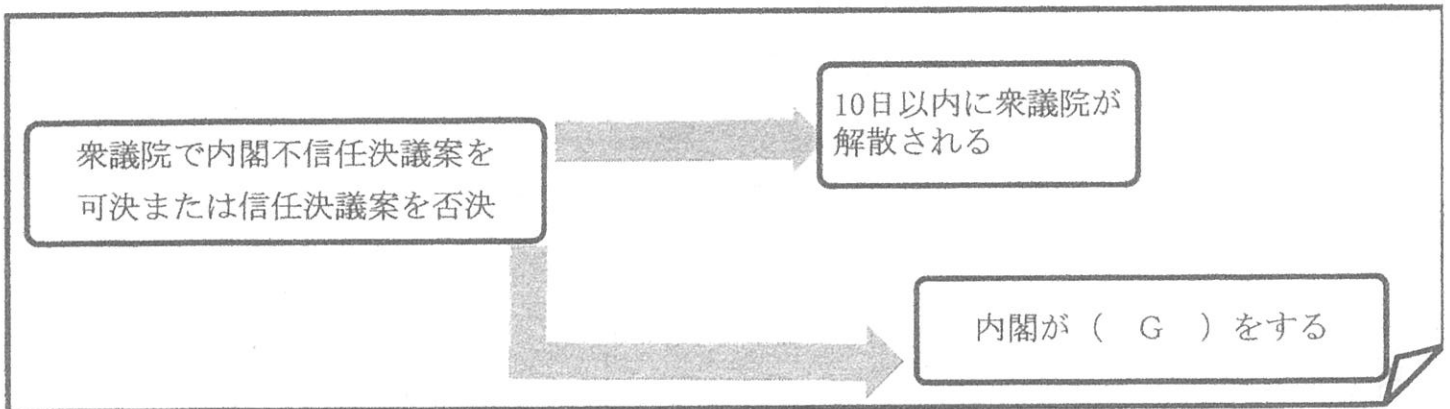 衆議院で内閣不信任決議案を
可決または信任決議案を否決
10日以内に衆議院が
解散される
内閣が（　G　）をする